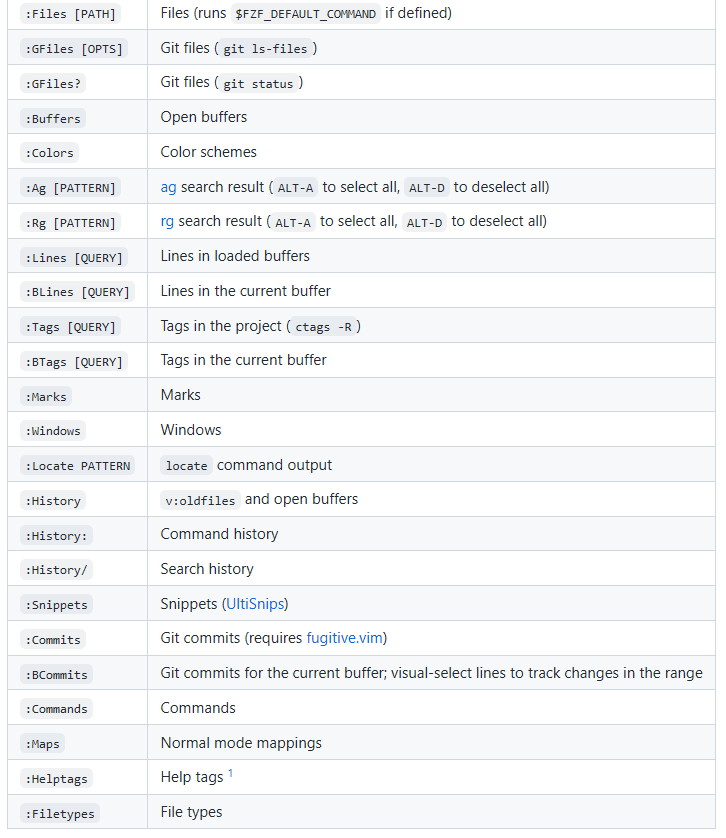 :Files [PATH] Files (runs $FZF_DEFAULT_COMMAND if defined)
:GFiles [OPTS] Git files ( git ls-files )
:GFiles? Git files ( git status )
:Buffers Open buffers
:Colors Color schemes
:Ag [PATTERN] ag search result ( ALT-A to select all, ALT-D to deselect all)
:Rg [PATTERN] rg search result ( ALT-A to select all, ALT-D to deselect all)
:Lines [QUERY] Lines in loaded buffers
:BLines [QUERY] Lines in the current buffer
:Tags [QUERY] Tags in the project ( ctags -R )
:BTags [QUERY] Tags in the current buffer
:Marks Marks
:Windows Windows
:Locate PATTERN locate command output
:History v:oldfiles and open buffers
:History: Command history
:History/ Search history
:Snippets Snippets (UltiSnips)
:Commits Git commits (requires fugitive.vim)
:BCommits Git commits for the current buffer; visual-select lines to track changes in the range
:Commands Commands
:Maps Normal mode mappings
:Helptags Help tags 1
:Filetypes File types